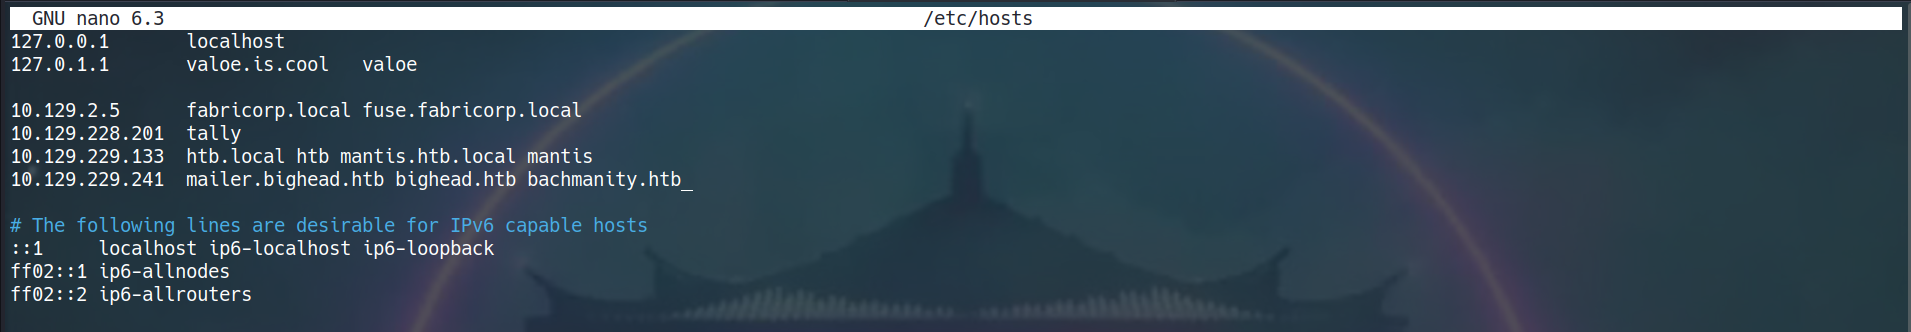 GNU nano 6.3 /etc/hosts
127.0.0.1 localhost
127.0.1.1 valoe.is.cool valoe
10.129.2.5 fabricorp.local fuse.fabricorp.local
10.129.228.201 tally
10.129.229.133 htb.local htb mantis.htb.local mantis
10.129.229.241 mailer.bighead.htb bighead.htb bachmanity.htb_
# The following lines are desirable for IPv6 capable hosts
::1 localhost ip6-localhost ip6-loopback
ff02::1 ip6-allnodes
ff02::2 ip6-allrouters